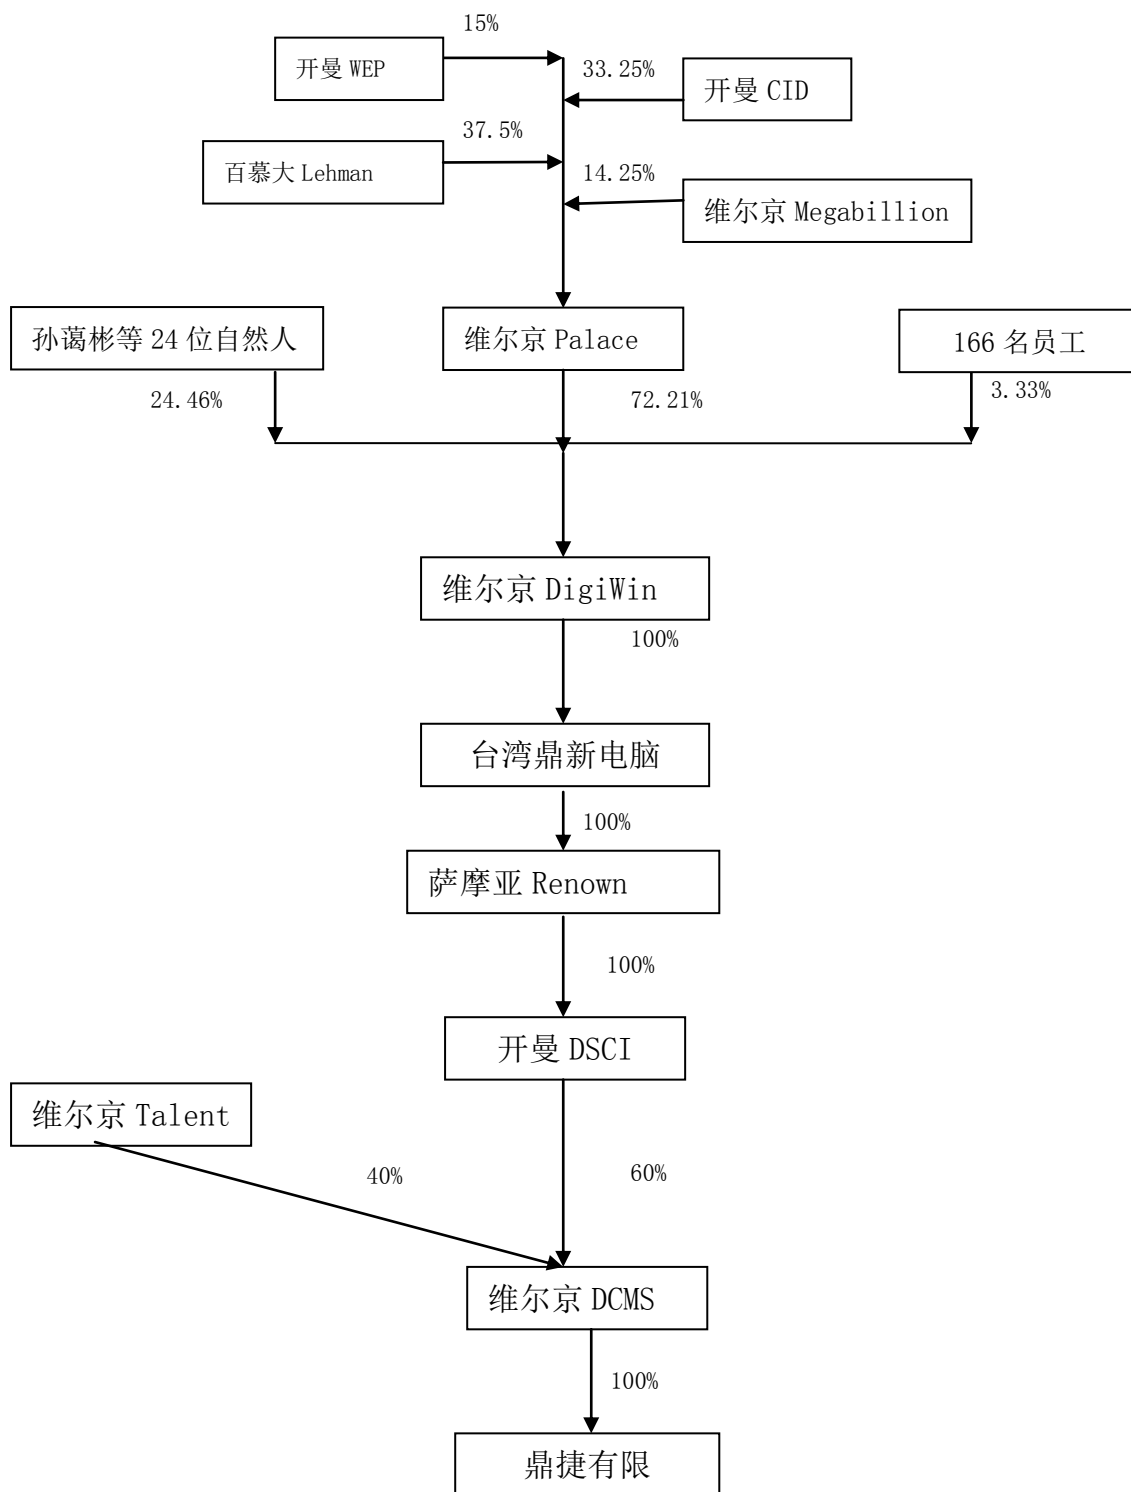 15%
开曼 WEP
33.25%
开曼 CID
37.5%
百慕大 Lehman
14.25%
维尔京 Megabillion
孙蔼彬等 24 位自然人
维尔京 Palace
166 名员工
24.46%
72.21%
3.33%
维尔京 DigiWin
100%
台湾鼎新电脑
100%
萨摩亚 Renown
100%
开曼 DSCI
维尔京 Talent
40%
60%
维尔京 DCMS
100%
鼎捷有限